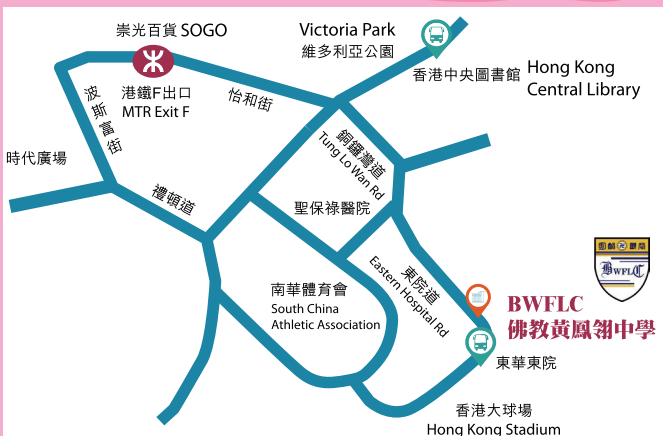 崇光百貨 SOGO
Victoria Park
維多利亞公園
香港中央圖書館
Hong Kong
Central Library
港鐵F出口
MTR Exit F
怡和街
波斯富街
時代廣場
禮頓道
銅鑼灣道
Tung Lo Wan Rd
聖保祿醫院
東院道
Eastern Hospital Rd
南華體育會
South China
Athletic Association
BWFLC
BWFLC
佛教黃鳳翎中學
東華東院
香港大球場
Hong Kong Stadium